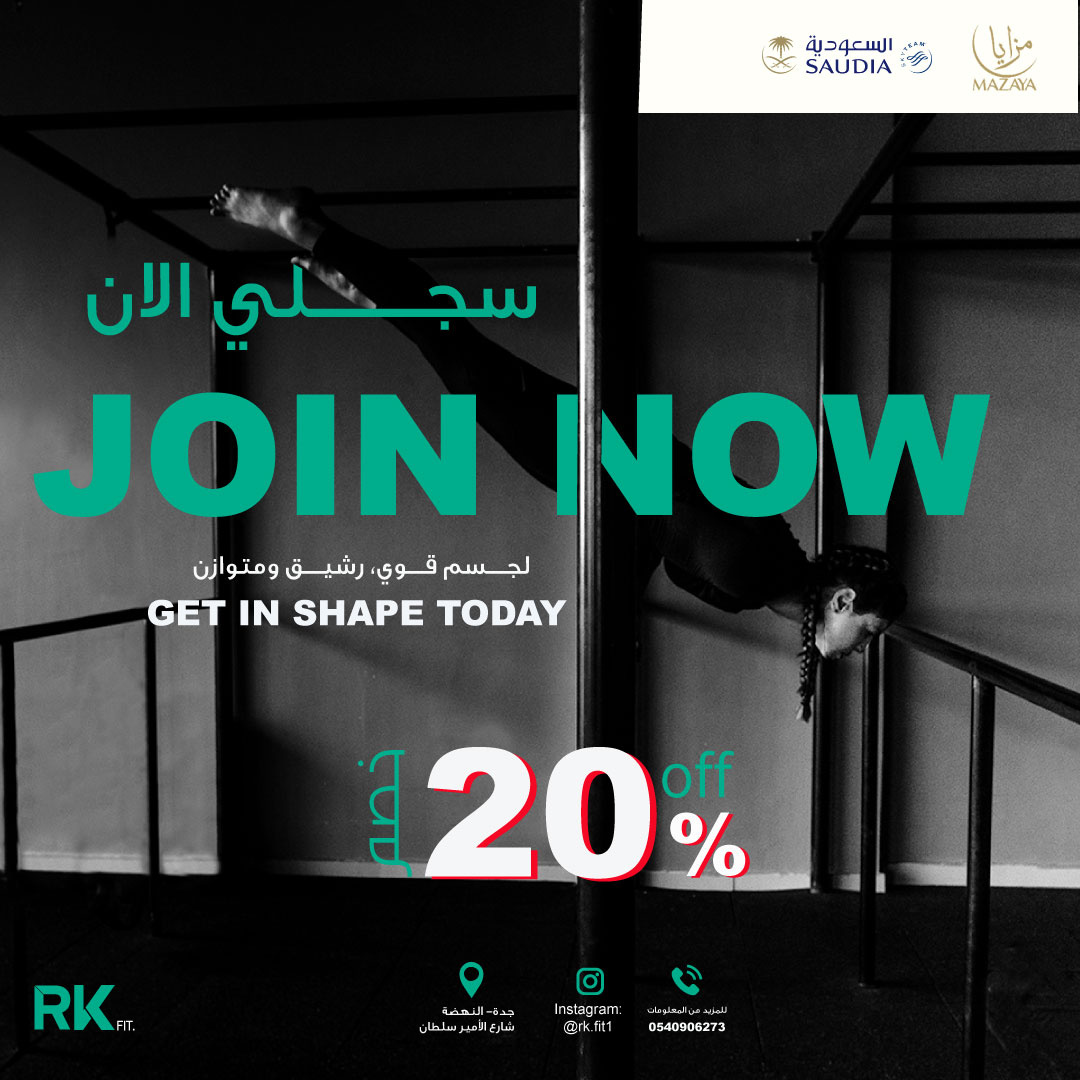 السعودية
SAUDIA
SKYTEAM
مزايا
MAZAYA
سجلي الان
JOIN NOW
لجسم قوي، رشيق ومتوازن
GET IN SHAPE TODAY
خصم
20% off
RK FIT.
جدة- النهضة
شارع الأمير سلطان
Instagram:
@rk.fit1
للمزيد من المعلومات
0540906273